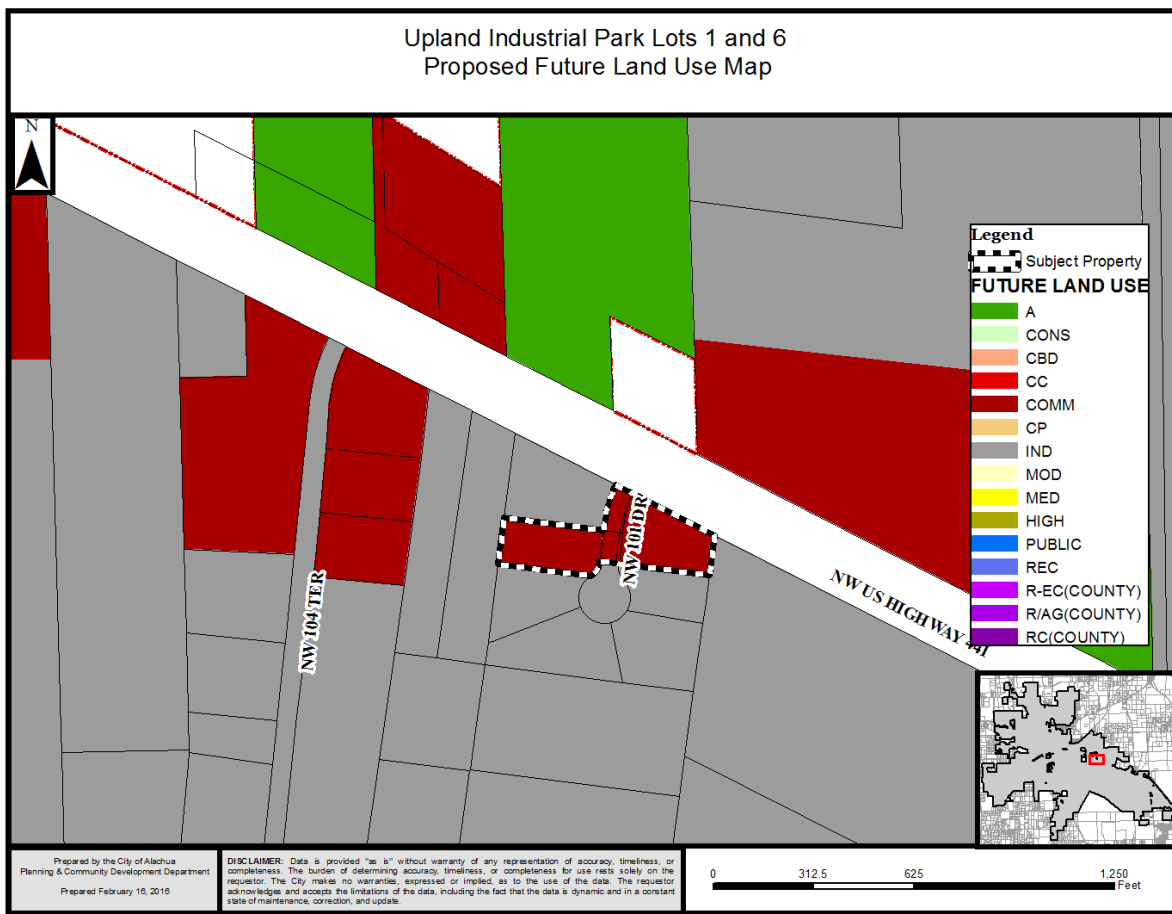 Upland Industrial Park Lots 1 and 6
Proposed Future Land Use Map
N
Legend
Subject Property
FUTURE LAND USE
A
CONS
CBD
CC
COMM
CP
IND
MOD
MED
HIGH
PUBLIC
REC
R-EC(COUNTY)
R/AG(COUNTY)
RC(COUNTY)
NW 104 TER
NW 101 DR
NW US HIGHWAY 441
Prepared by the City of Alachua
Planning & Community Development Department
Prepared February 16, 2016
DISCLAIMER: Data is provided "as is" without warranty of any representation of accuracy, timeliness, or
completeness. The burden of determining accuracy, timeliness, or completeness for use rests solely on the
requestor. The City makes no warranties, expressed or implied, as to the use of the data. The requestor
acknowledges and accepts the limitations of the data, including the fact that the data is dynamic and in a constant
state of maintenance, correction, and update.
0 312.5 625 1,250
Feet